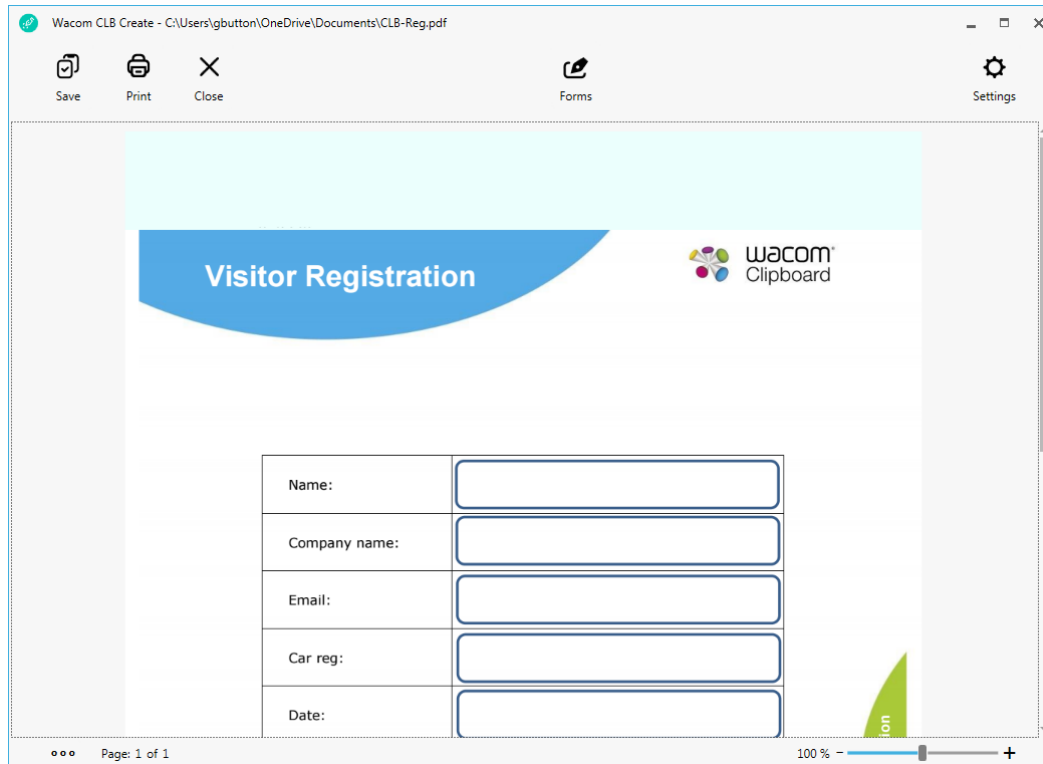 Wacom CLB Create - C:\Users\gbutton\OneDrive\Documents\CLB-Reg.pdf
Save Print Close Forms Settings
Visitor Registration
wacom
Clipboard
Name:
Company name:
Email:
Car reg:
Date:
Page: 1 of 1
100 %